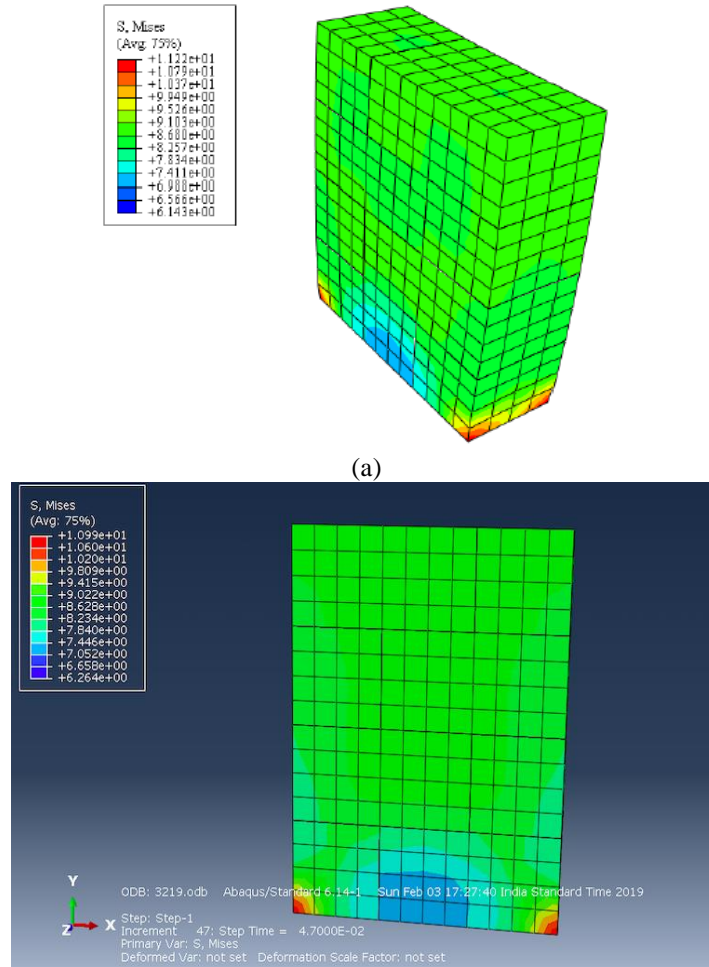 S, Mises
(Avg: 75%)
+1.122e+01
+1.079e+01
+1.037e+01
+9.949e+00
+9.526e+00
+9.103e+00
+8.680e+00
+8.257e+00
+7.834e+00
+7.411e+00
+6.988e+00
+6.566e+00
+6.143e+00
(a)
S, Mises
(Avg: 75%)
+1.099e+01
+1.060e+01
+1.020e+01
+9.809e+00
+9.415e+00
+9.022e+00
+8.628e+00
+8.234e+00
+7.840e+00
+7.446e+00
+7.052e+00
+6.658e+00
+6.264e+00
Y
Z X
ODB: 3219.odb Abaqus/Standard 6.14-1 Sun Feb 03 17:27:40 India Standard Time 2019
Step: Step-1
Increment 47: Step Time = 4.7000E-02
Primary Var: S, Mises
Deformed Var: not set Deformation Scale Factor: not set